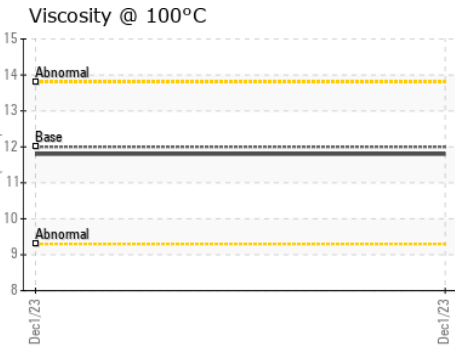 Viscosity @ 100°C
15
14
Abnormal
13
Base
12
11
10
Abnormal
9
8
Dec1/23
Dec1/23